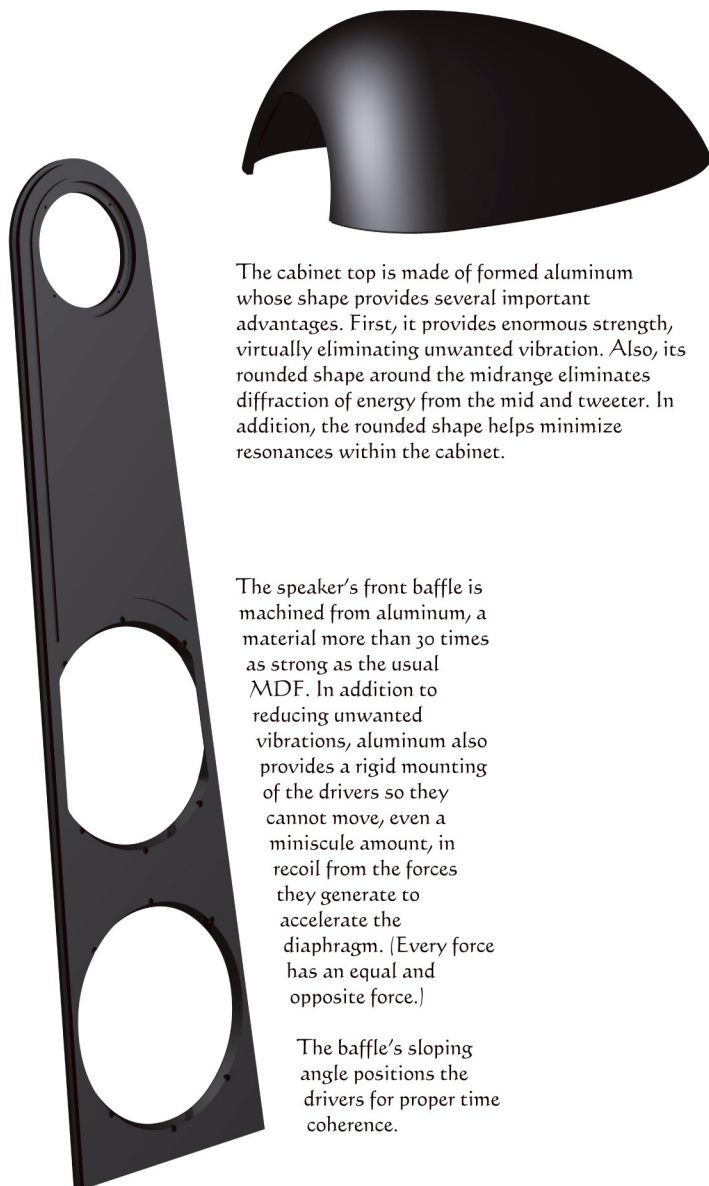 The cabinet top is made of formed aluminum
whose shape provides several important
advantages. First, it provides enormous strength,
virtually eliminating unwanted vibration. Also, its
rounded shape around the midrange eliminates
diffraction of energy from the mid and tweeter. In
addition, the rounded shape helps minimize
resonances within the cabinet.
The speaker's front baffle is
machined from aluminum, a
material more than 30 times
as strong as the usual
MDF. In addition to
reducing unwanted
vibrations, aluminum also
provides a rigid mounting
of the drivers so they
cannot move, even a
miniscule amount, in
recoil from the forces
they generate to
accelerate the
diaphragm. (Every force
has an equal and
opposite force.)
The baffle's sloping
angle positions the
drivers for proper time
coherence.